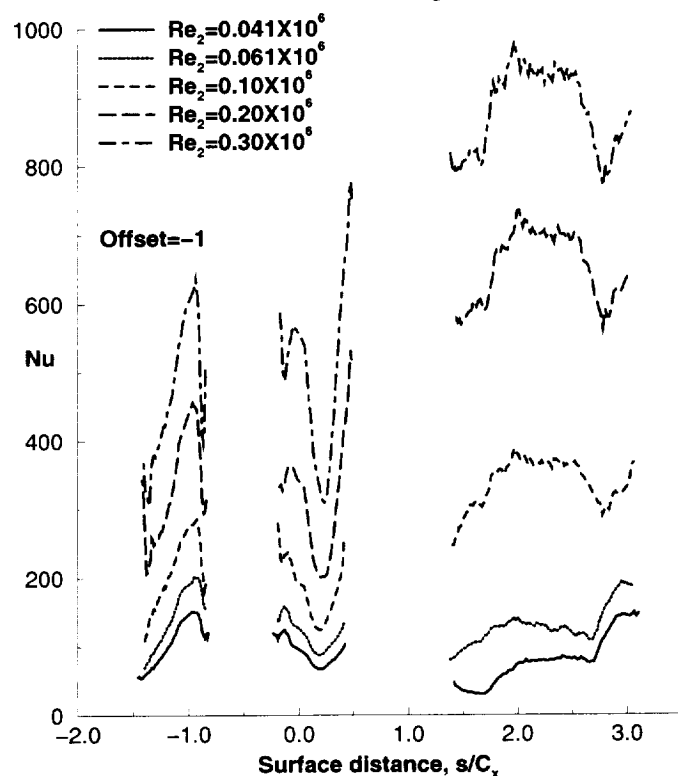 1000
Re₂=0.041X10⁶
Re₂=0.061X10⁶
Re₂=0.10X10⁶
Re₂=0.20X10⁶
Re₂=0.30X10⁶
800
Offset=−1
600
Nu
400
200
0
−2.0 −1.0 0.0 1.0 2.0 3.0
Surface distance, s/Cₓ